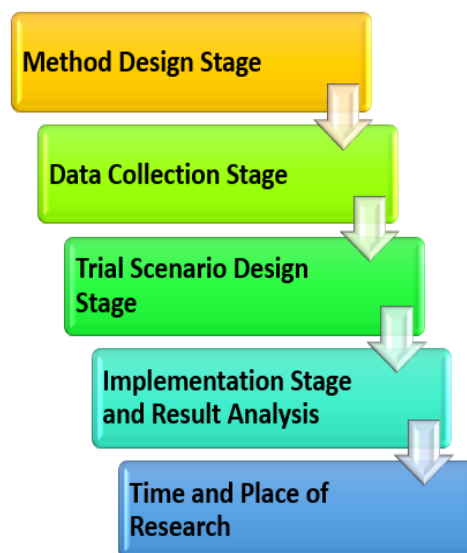 Method Design Stage
Data Collection Stage
Trial Scenario Design
Stage
Implementation Stage
and Result Analysis
Time and Place of
Research